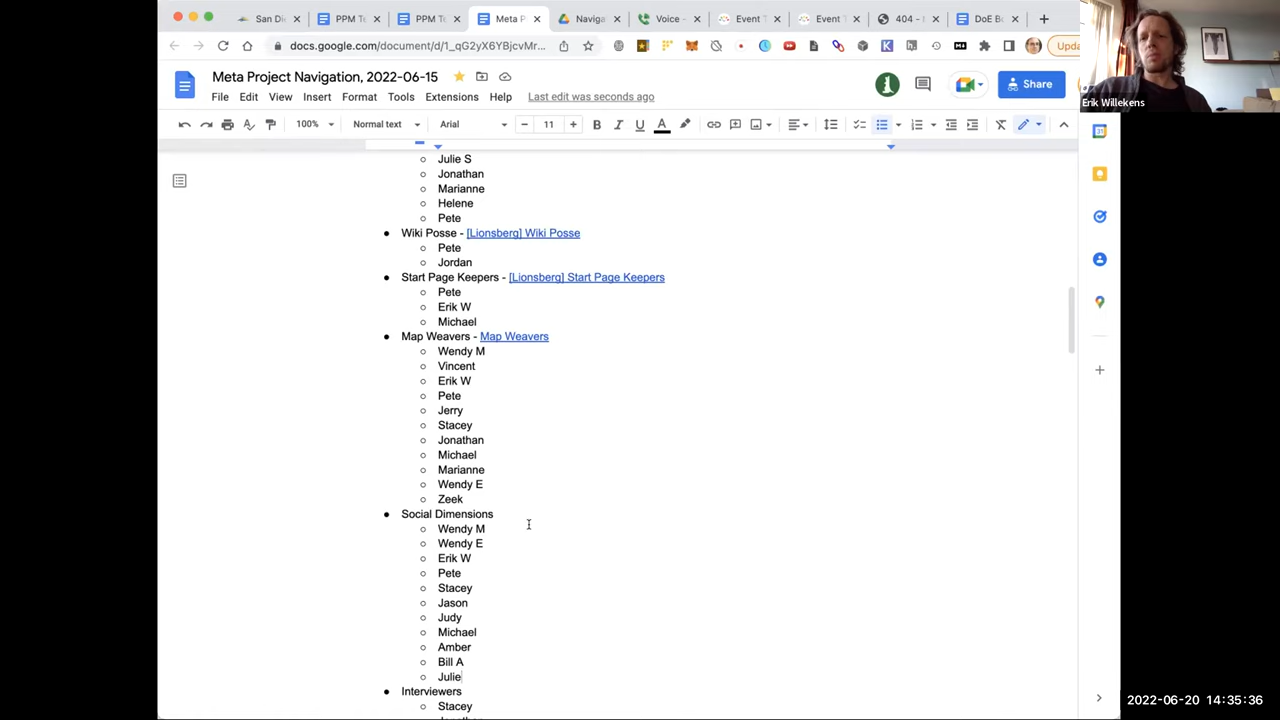 San Di
PPM T
PPM T
Meta P
Naviga
Voice -
Event T
Event T
404 -
DoE B
docs.google.com/document/d/1_qG2yX6YBjcvMr...
Upda
Erik Willekens
Meta Project Navigation, 2022-06-15
Share
File Edit View Insert Format Tools Extensions Help Last edit was seconds ago
100% Normal text Arial 11
Julie S
Jonathan
Marianne
Helene
Pete
Wiki Posse - [Lionsberg] Wiki Posse
Pete
Jordan
Start Page Keepers - [Lionsberg] Start Page Keepers
Pete
Erik W
Michael
Map Weavers - Map Weavers
Wendy M
Vincent
Erik W
Pete
Jerry
Stacey
Jonathan
Michael
Marianne
Wendy E
Zeek
Social Dimensions
Wendy M
Wendy E
Erik W
Pete
Stacey
Jason
Judy
Michael
Amber
Bill A
Julie
Interviewers
Stacey
2022-06-20 14:35:36